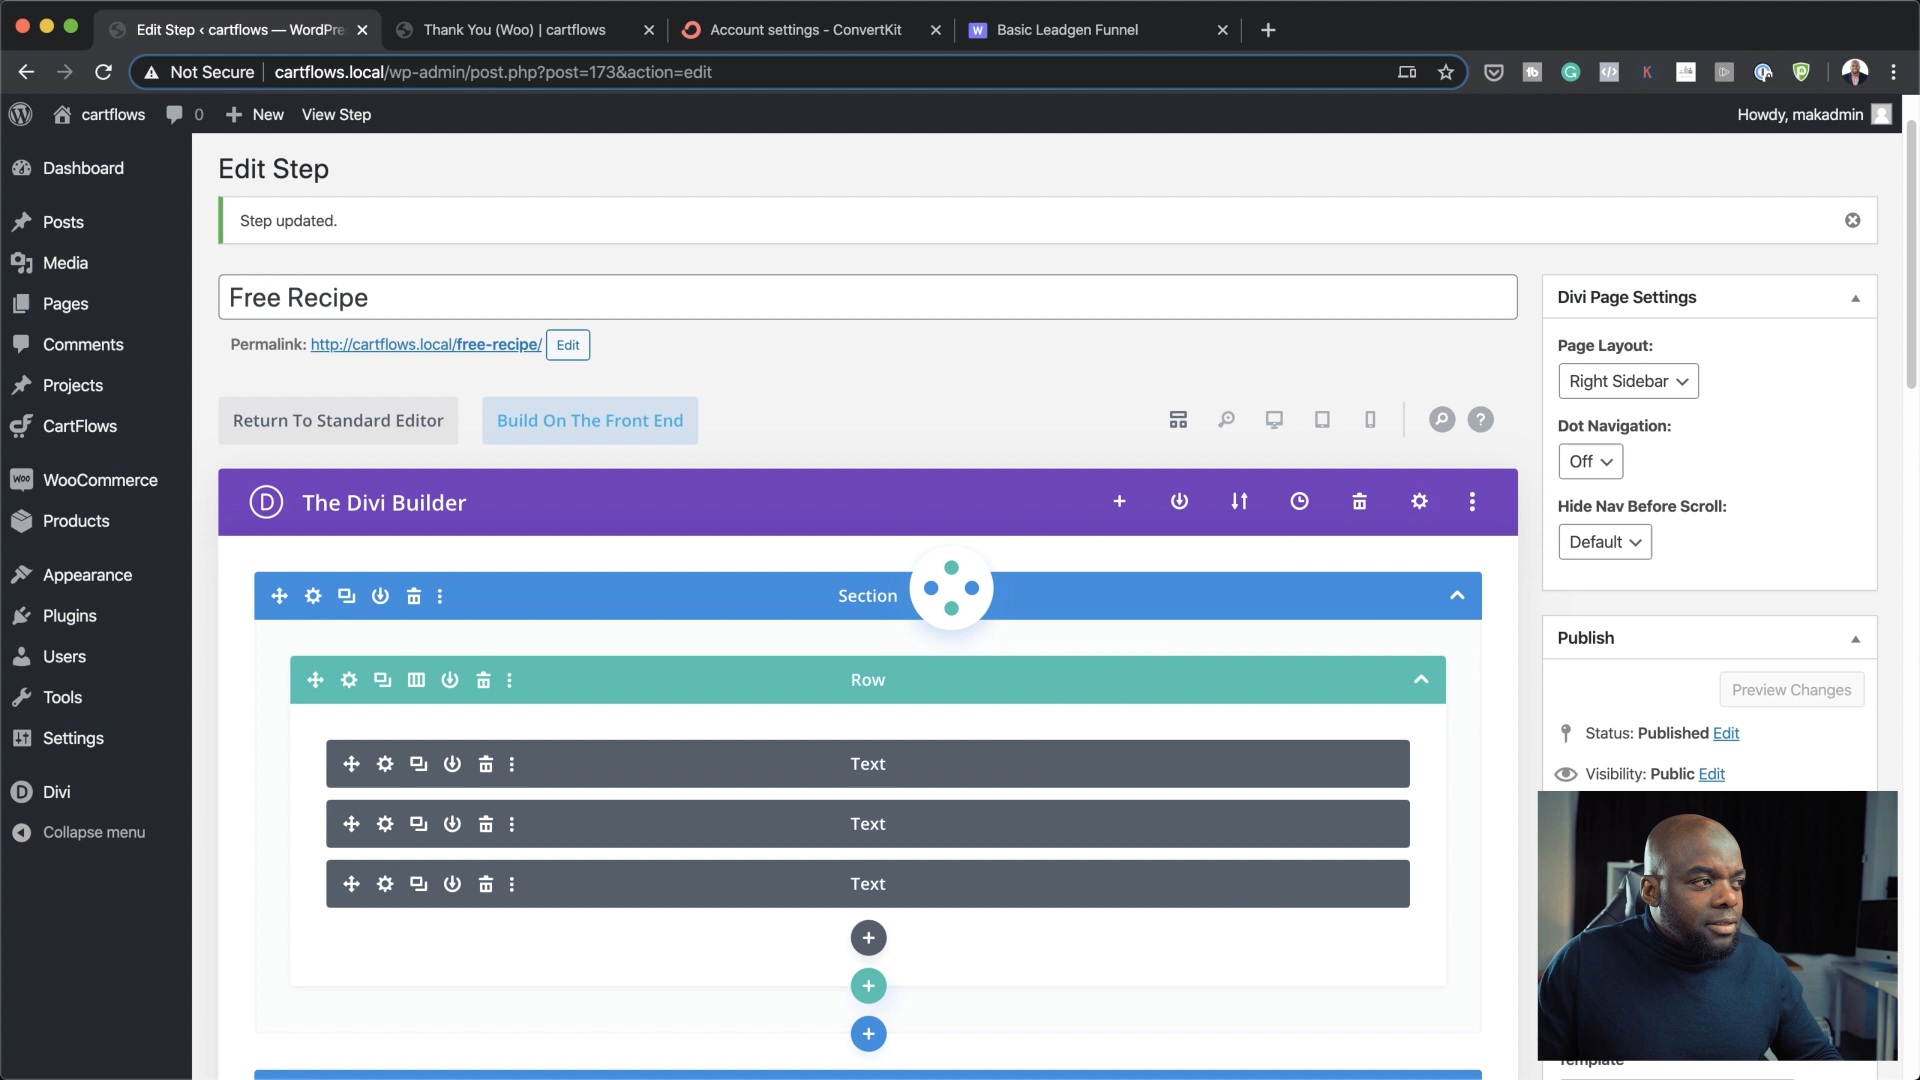 Edit Step ‹ cartflows — WordPre
Thank You (Woo) | cartflows
Account settings - ConvertKit
W
Basic Leadgen Funnel
Not Secure
cartflows.local/wp-admin/post.php?post=173&action=edit
cartflows
0
New
View Step
Howdy, makadmin
Dashboard
Posts
Media
Pages
Comments
Projects
CartFlows
WooCommerce
Products
Appearance
Plugins
Users
Tools
Settings
Divi
Collapse menu
Edit Step
Step updated.
Free Recipe
Permalink: http://cartflows.local/free-recipe/ Edit
Return To Standard Editor
Build On The Front End
The Divi Builder
Section
Row
Text
Text
Text
Divi Page Settings
Page Layout:
Right Sidebar
Dot Navigation:
Off
Hide Nav Before Scroll:
Default
Publish
Preview Changes
Status: Published Edit
Visibility: Public Edit